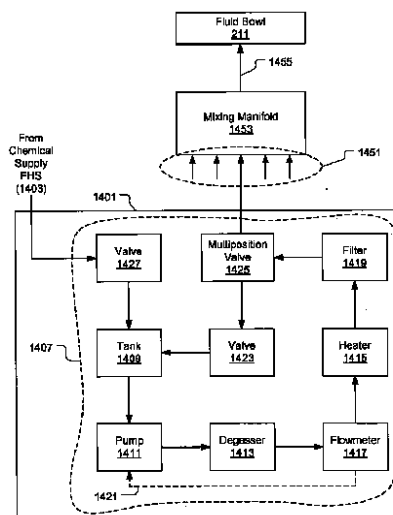 Fluid Bowl
211
1455
Mixing Manifold
1453
1451
From
Chemical
Supply
FHS
(1403)
1401
Valve
1427
Multiposition
Valve
1425
Filter
1419
1407
Tank
1409
Valve
1423
Heater
1415
Pump
1411
Degasser
1413
Flowmeter
1417
1421